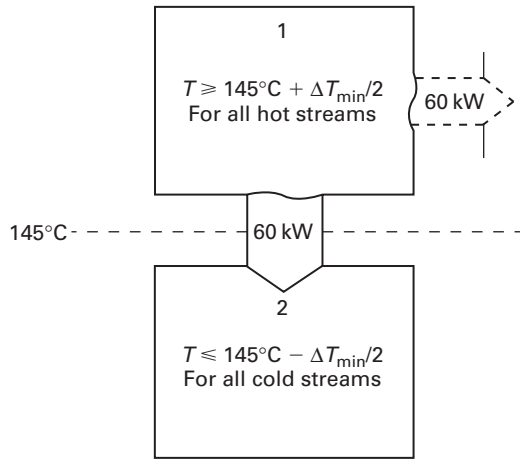 1
T ≥ 145°C + ΔTmin/2
For all hot streams
60 kW
145°C
60 kW
2
T ≤ 145°C − ΔTmin/2
For all cold streams